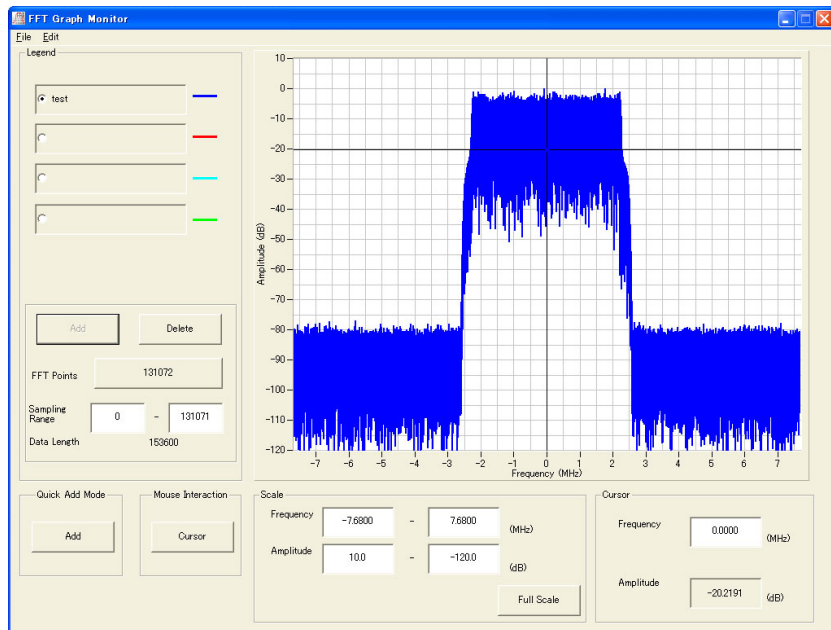 FFT Graph Monitor
File Edit
Legend
test
Add Delete
FFT Points 131072
Sampling Range 0 - 131071
Data Length 153600
Amplitude (dB)
10
0
-10
-20
-30
-40
-50
-60
-70
-80
-90
-100
-110
-120
-7 -6 -5 -4 -3 -2 -1 0 1 2 3 4 5 6 7
Frequency (MHz)
Quick Add Mode
Add
Mouse Interaction
Cursor
Scale
Frequency -7.6800 - 7.6800 (MHz)
Amplitude 10.0 - -120.0 (dB)
Full Scale
Cursor
Frequency 0.0000 (MHz)
Amplitude -20.2191 (dB)